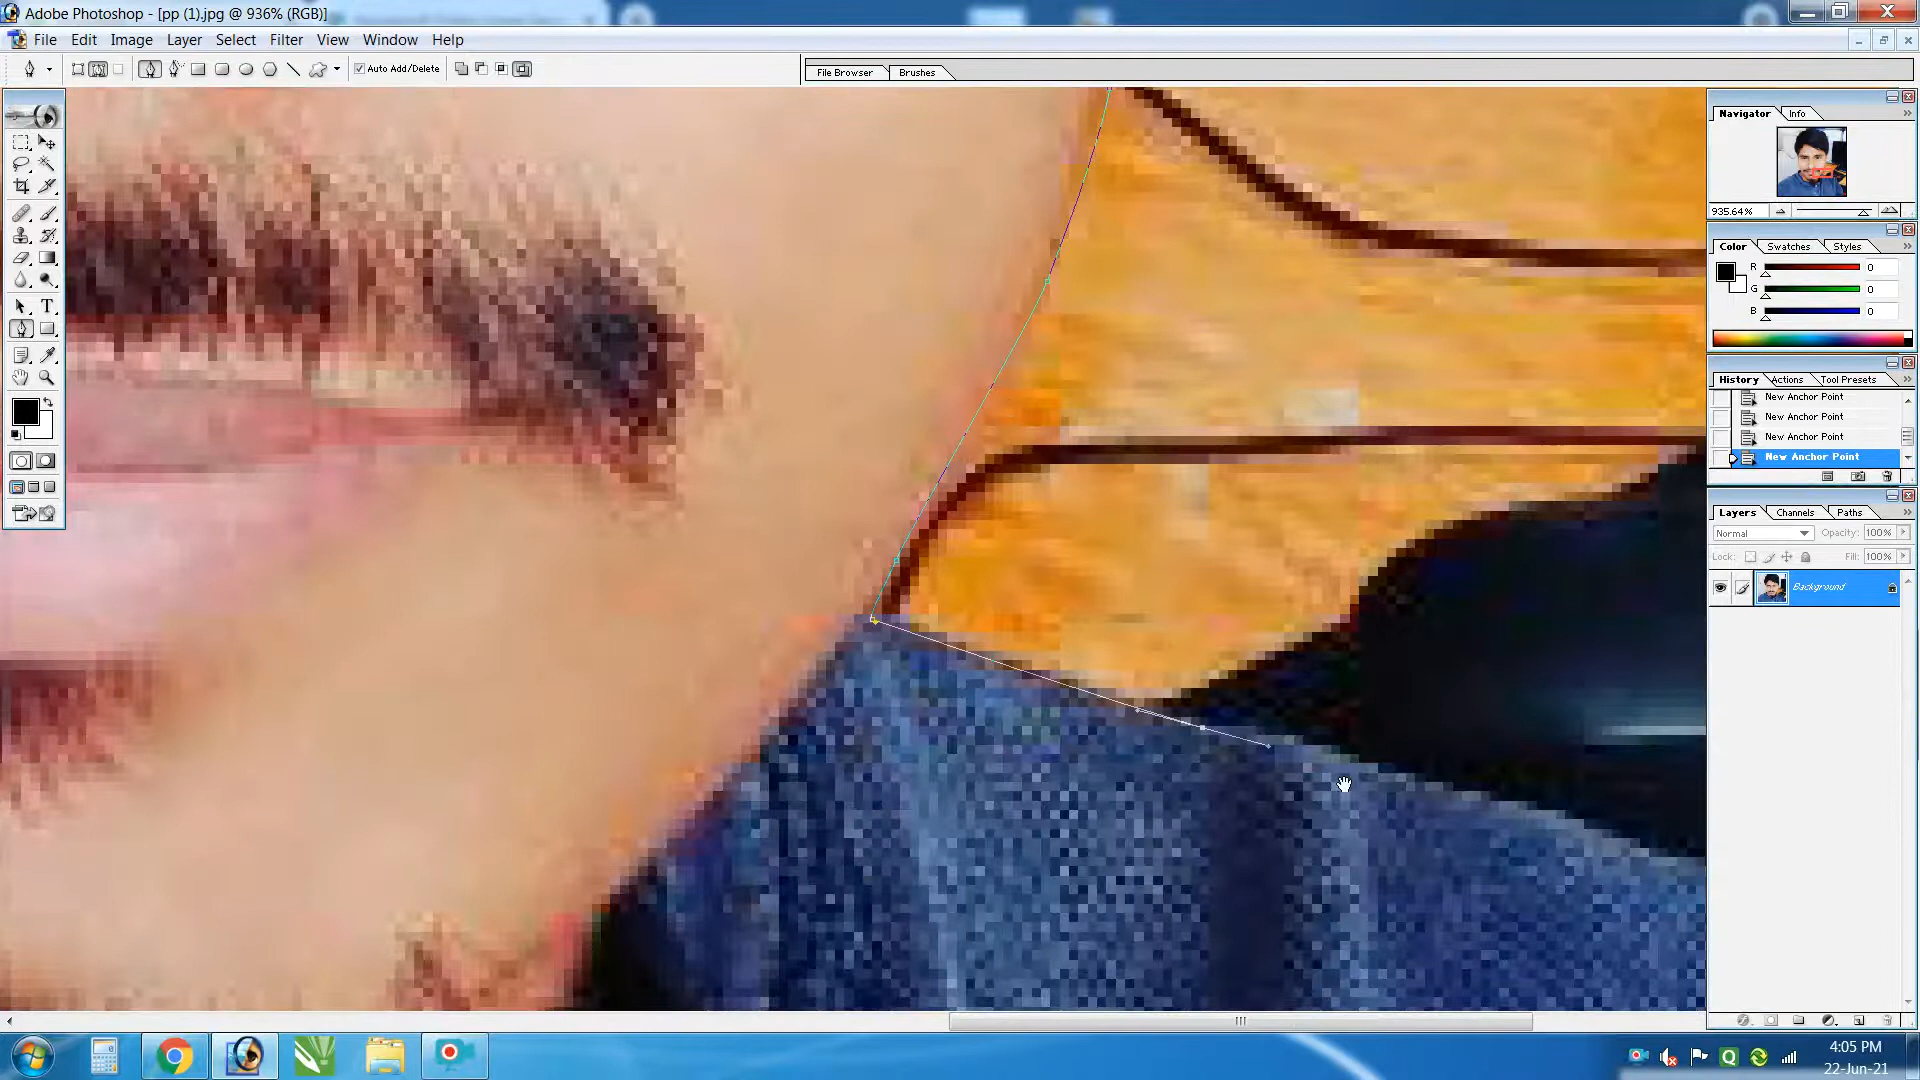 Adobe Photoshop - [pp (1).jpg @ 936% (RGB)]
File Edit Image Layer Select Filter View Window Help
Auto Add/Delete
File Browser Brushes
Navigator Info
935.64%
Color Swatches Styles
R 0
G 0
B 0
History Actions Tool Presets
New Anchor Point
New Anchor Point
New Anchor Point
New Anchor Point
Layers Channels Paths
Normal Opacity: 100%
Lock: Fill: 100%
Background
T
4:05 PM
22-Jun-21